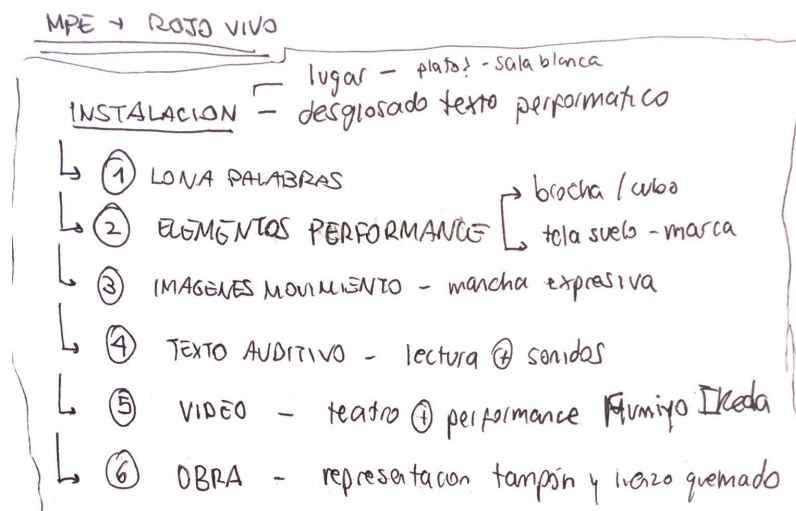 MPE → ROJO VIVO
lugar - plató? - sala blanca
INSTALACION - desglosado texto performatico
↳ ① LONA PALABRAS
→ brocha / cubo
↳ ② ELEMENTOS PERFORMANCE
↳ tela suelo - marca
↳ ③ IMAGENES MOVIMIENTO - mancha expresiva
↳ ④ TEXTO AUDITIVO - lectura ⊕ sonidos
↳ ⑤ VIDEO - teatro ⊕ performance Fumiyo Ikeda
↳ ⑥ OBRA - representacion tampón y lienzo quemado